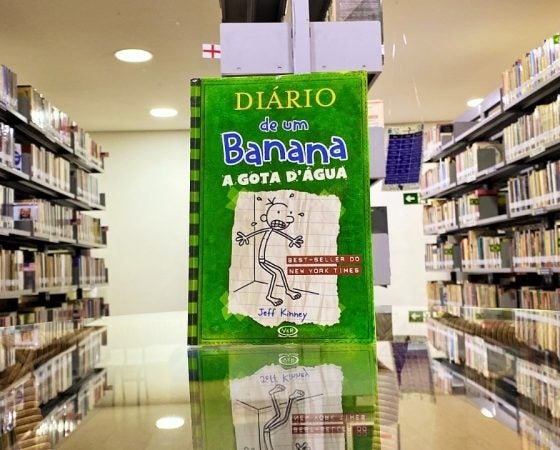 DIÁRIO
de um
Banana
A GOTA D'ÁGUA
BEST-SELLER DO
NEW YORK TIMES
Jeff Kinney
V&R